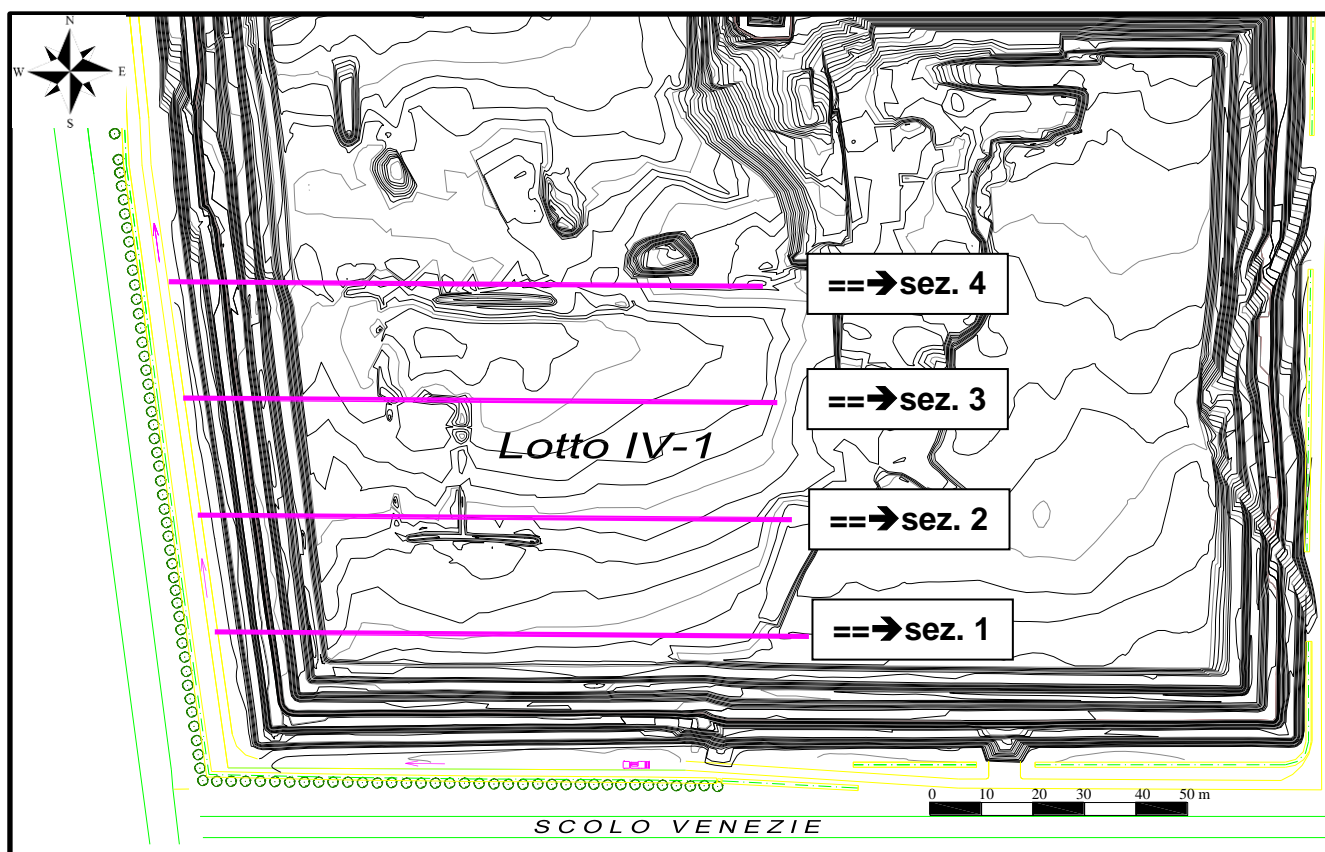 N
W E
S
==➔sez. 4
==➔sez. 3
Lotto IV-1
==➔sez. 2
==➔sez. 1
0 10 20 30 40 50 m
SCOLO VENEZIE